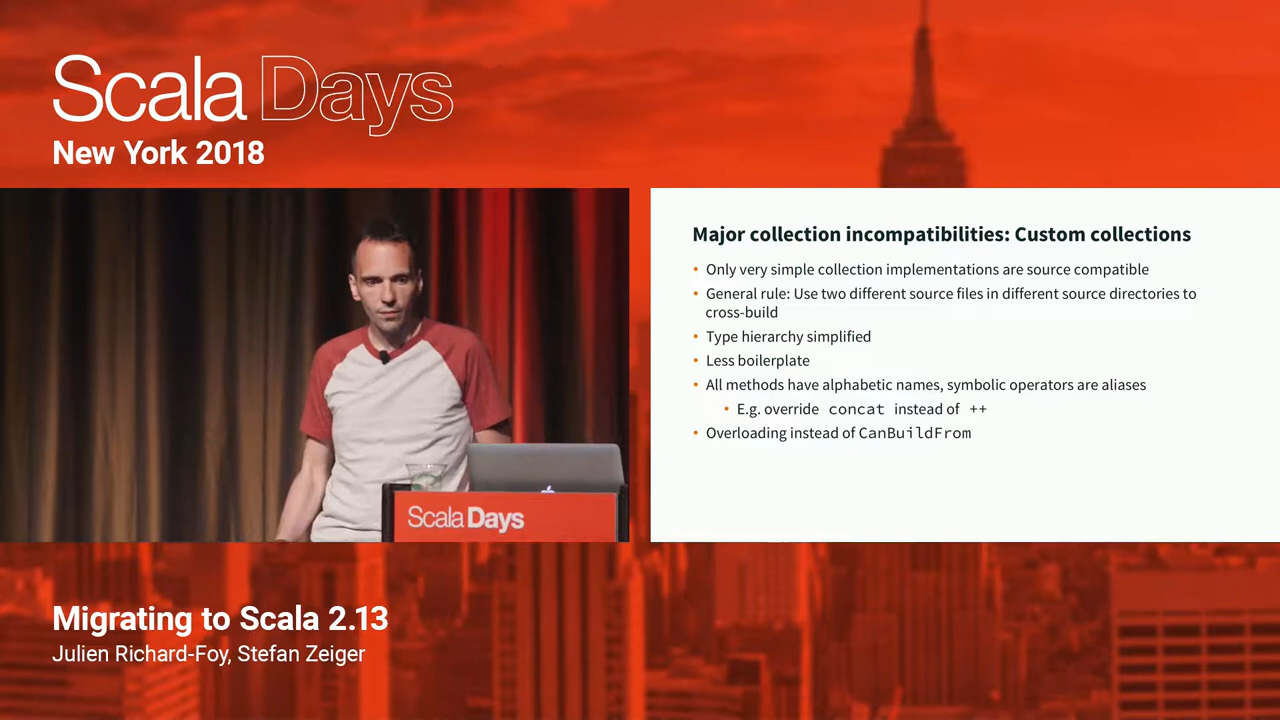 Scala Days
New York 2018
Major collection incompatibilities: Custom collections
• Only very simple collection implementations are source compatible
• General rule: Use two different source files in different source directories to
cross-build
• Type hierarchy simplified
• Less boilerplate
• All methods have alphabetic names, symbolic operators are aliases
• E.g. override concat instead of ++
• Overloading instead of CanBuildFrom
Scala Days
Migrating to Scala 2.13
Julien Richard-Foy, Stefan Zeiger